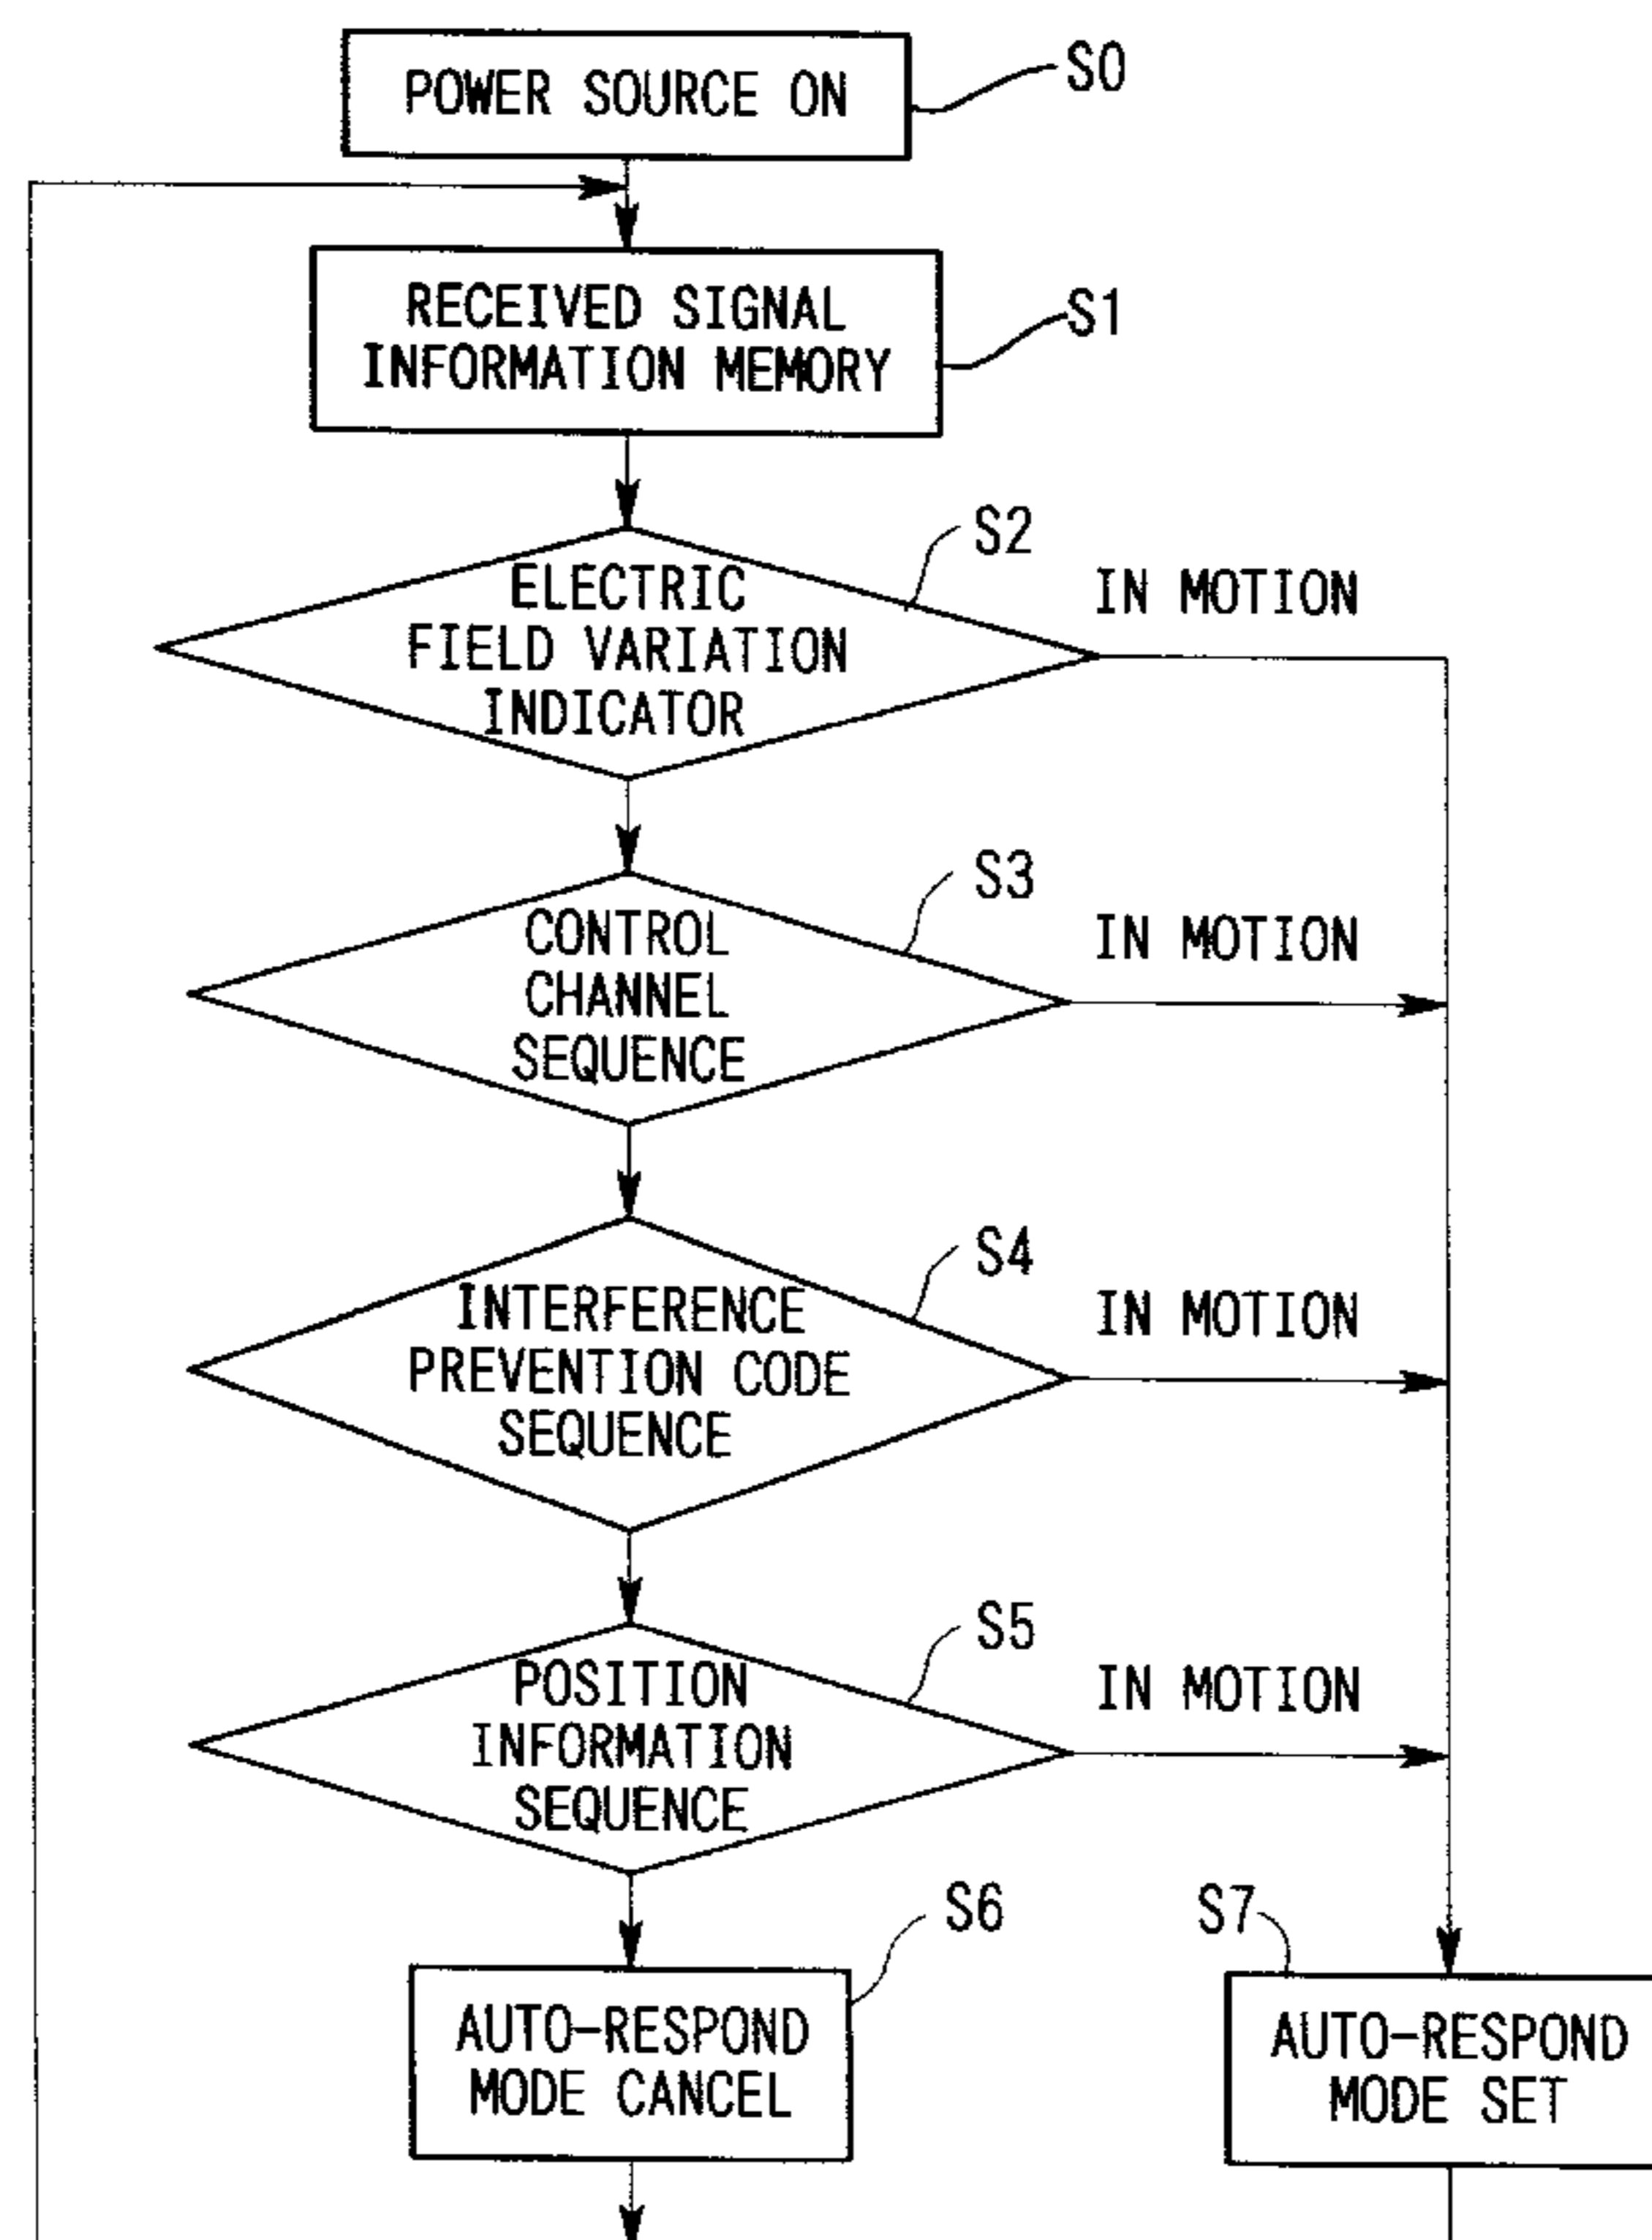 POWER SOURCE ON
S0
RECEIVED SIGNAL
INFORMATION MEMORY
S1
S2
ELECTRIC
FIELD VARIATION
INDICATOR
IN MOTION
S3
CONTROL
CHANNEL
SEQUENCE
IN MOTION
S4
INTERFERENCE
PREVENTION CODE
SEQUENCE
IN MOTION
S5
POSITION
INFORMATION
SEQUENCE
IN MOTION
S6
AUTO-RESPOND
MODE CANCEL
S7
AUTO-RESPOND
MODE SET